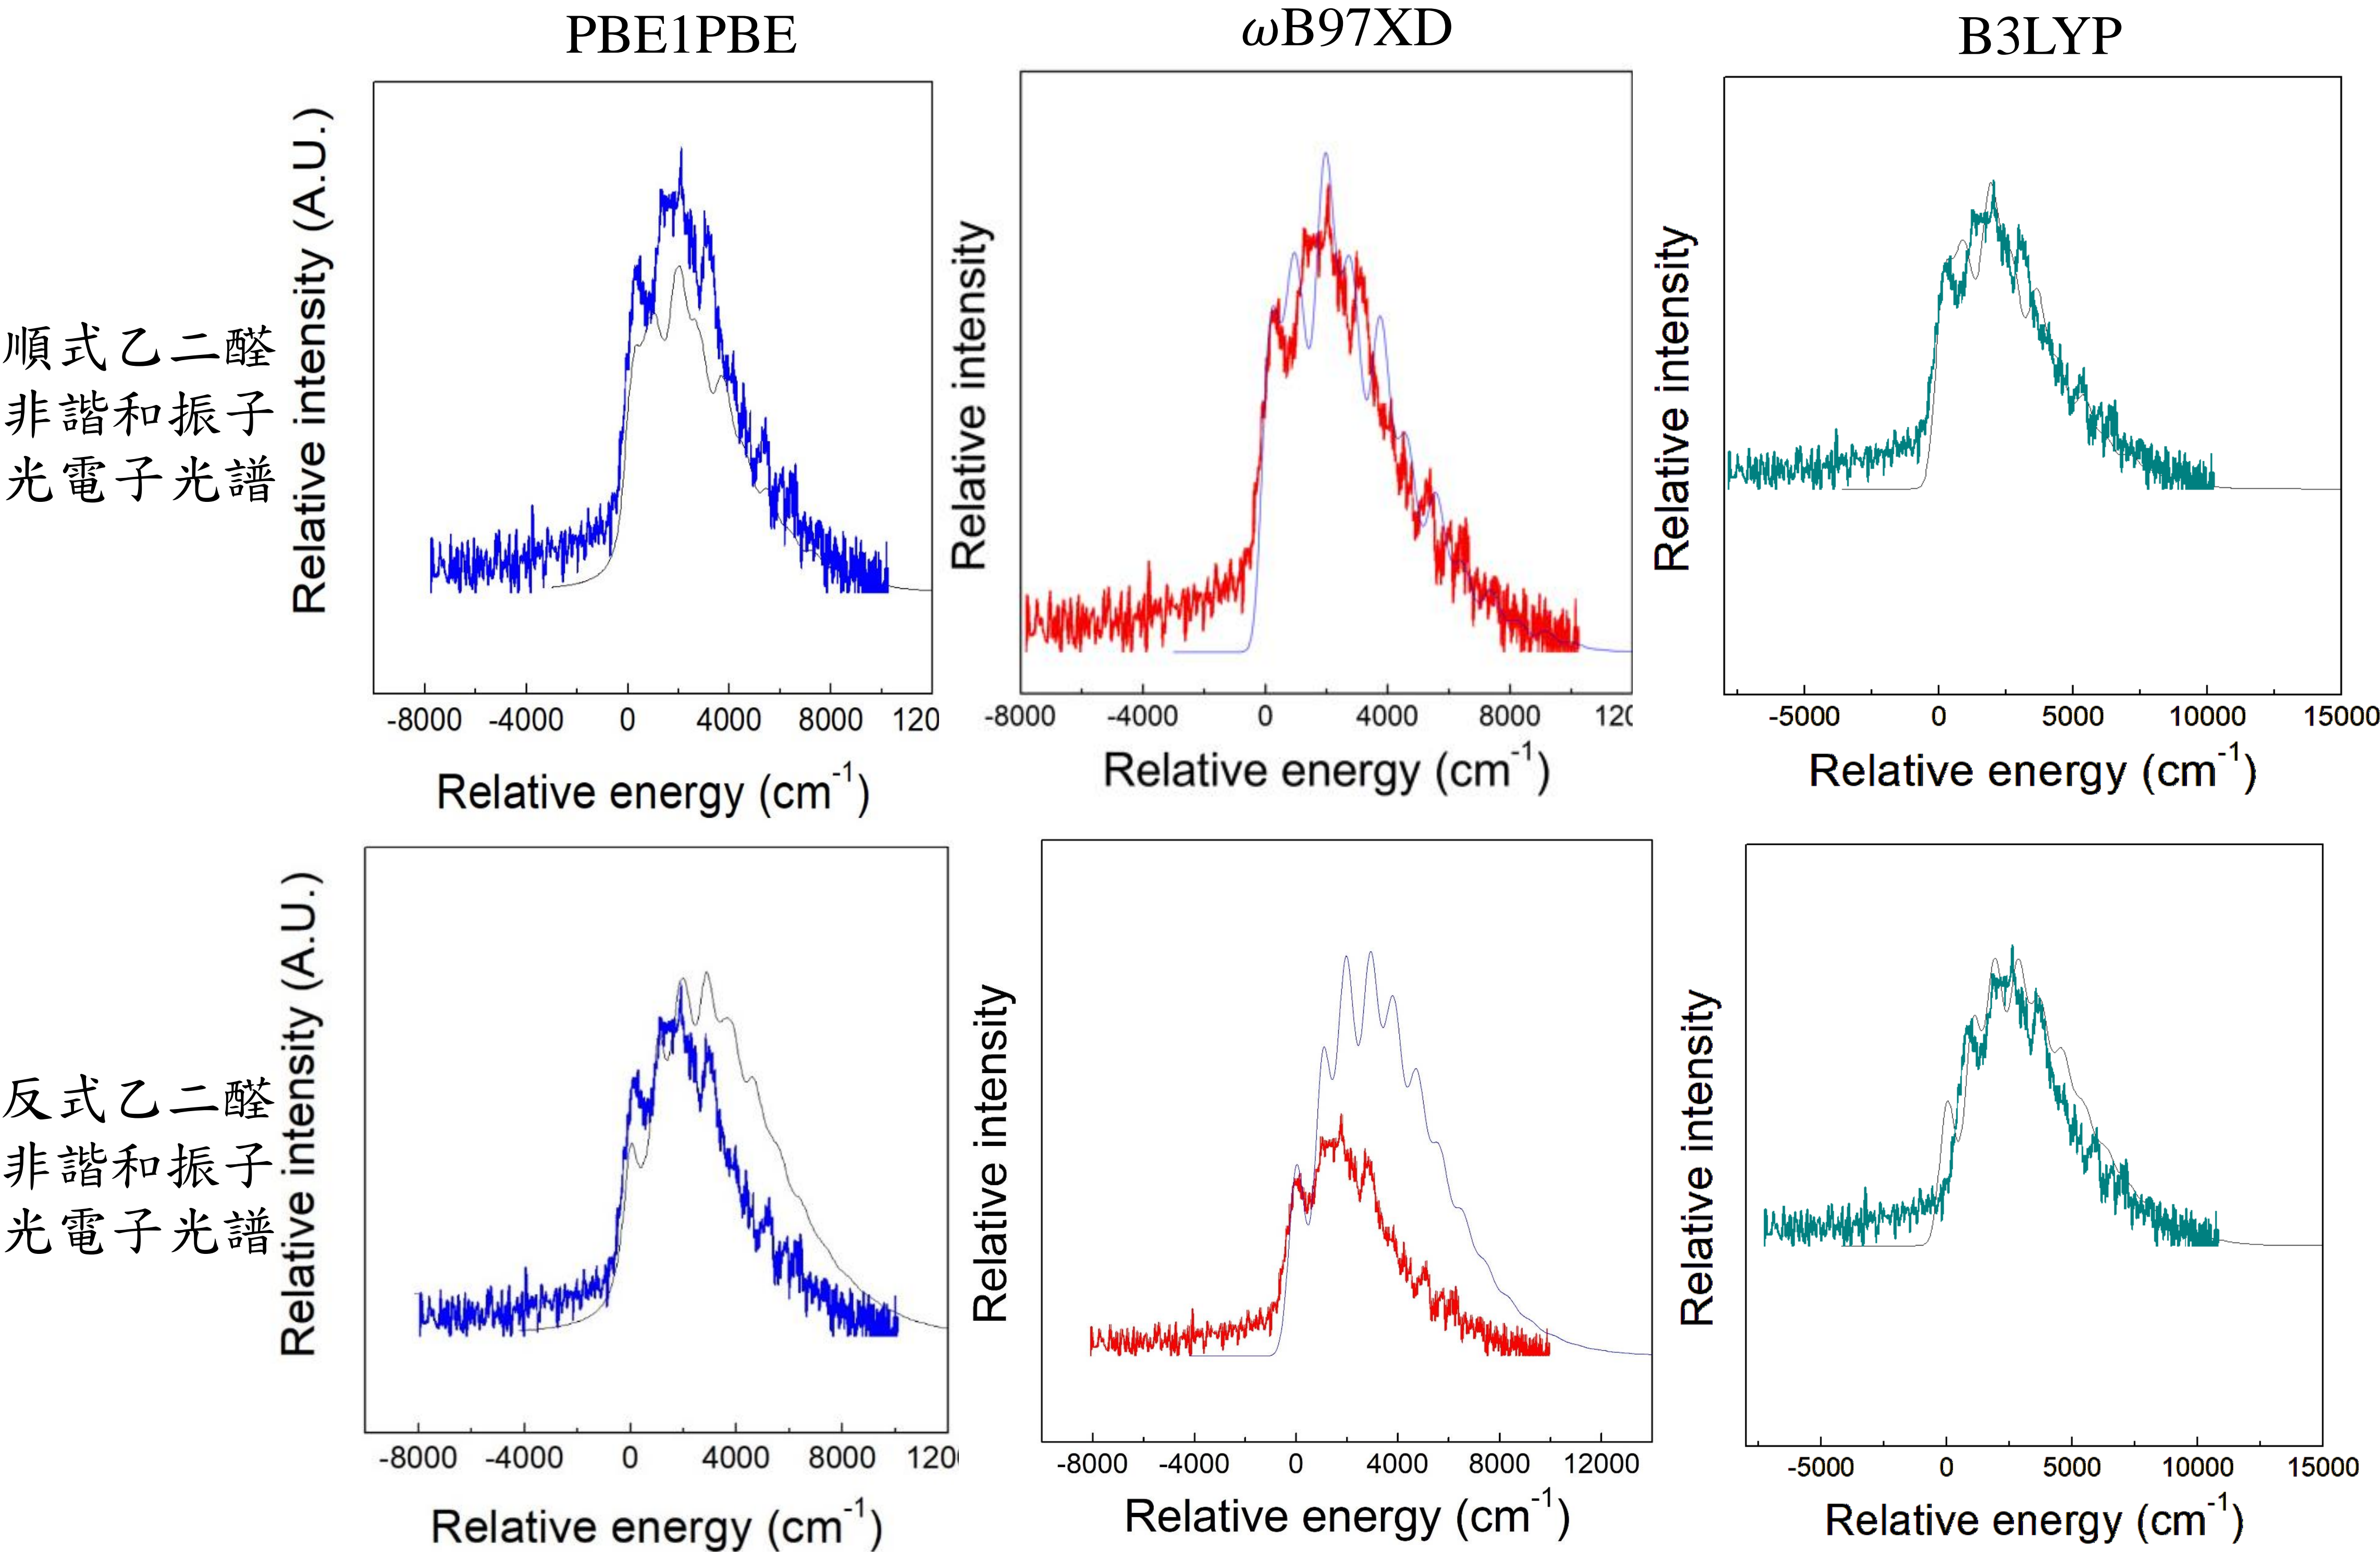 PBE1PBE
ωB97XD
B3LYP
順式乙二醛
非諧和振子
光電子光譜
Relative intensity (A.U.)
-8000 -4000 0 4000 8000 120
Relative energy (cm-1)
Relative intensity
-8000 -4000 0 4000 8000 120
Relative energy (cm-1)
Relative intensity
-5000 0 5000 10000 15000
Relative energy (cm-1)
反式乙二醛
非諧和振子
光電子光譜
Relative intensity (A.U.)
-8000 -4000 0 4000 8000 120
Relative energy (cm-1)
Relative intensity
-8000 -4000 0 4000 8000 12000
Relative energy (cm-1)
Relative intensity
-5000 0 5000 10000 15000
Relative energy (cm-1)